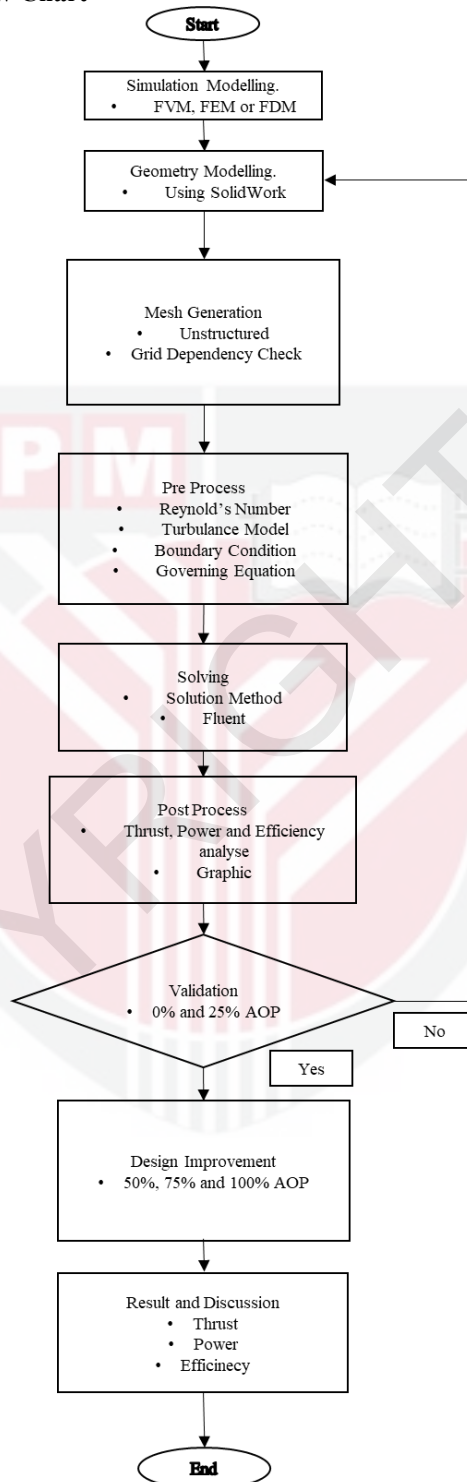 Start
Simulation Modelling.
• FVM, FEM or FDM
Geometry Modelling.
• Using SolidWork
Mesh Generation
• Unstructured
• Grid Dependency Check
PM
Pre Process
• Reynold's Number
• Turbulance Model
• Boundary Condition
• Governing Equation
Solving
• Solution Method
• Fluent
Post Process
• Thrust, Power and Efficiency
analyse
• Graphic
YRIGHT
Validation
• 0% and 25% AOP
No
Yes
Design Improvement
• 50%, 75% and 100% AOP
Result and Discussion
• Thrust
• Power
• Efficinecy
End